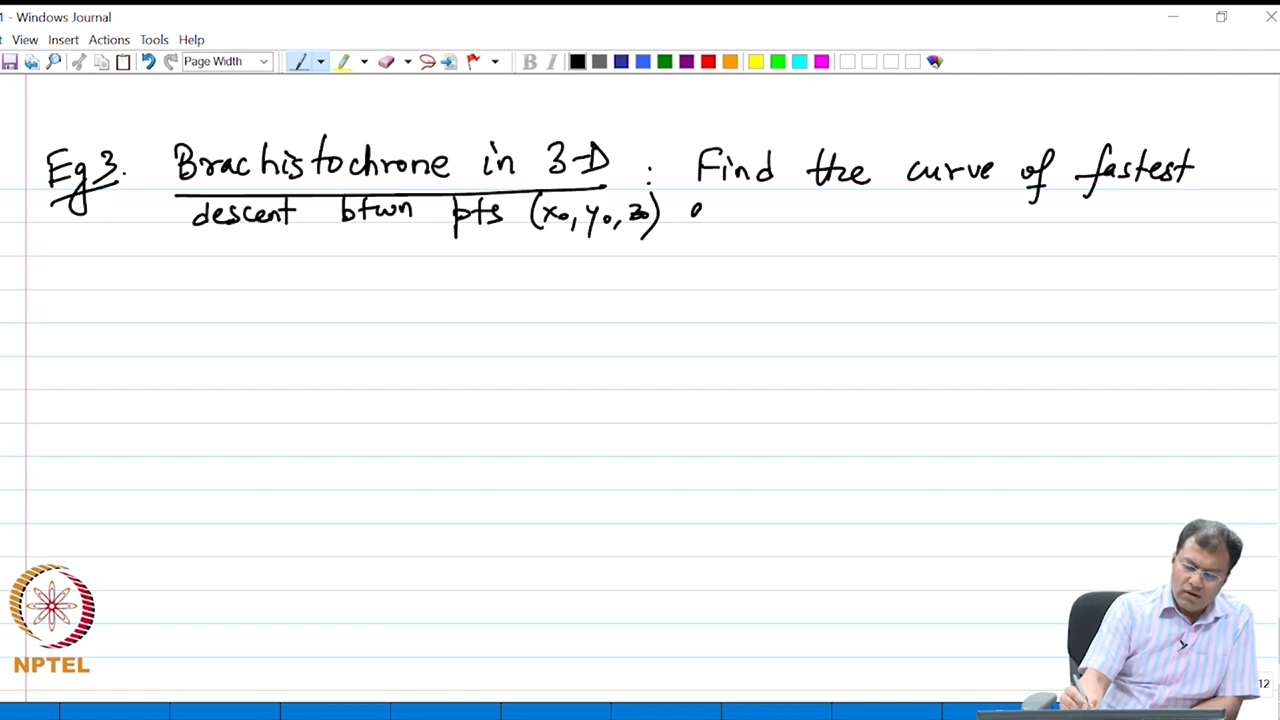 1 - Windows Journal
t View Insert Actions Tools Help
Page Width
B I
Eg 3. Brachistochrone in 3-D : Find the curve of fastest
descent btwn pts (x₀, y₀, z₀)
NPTEL
12